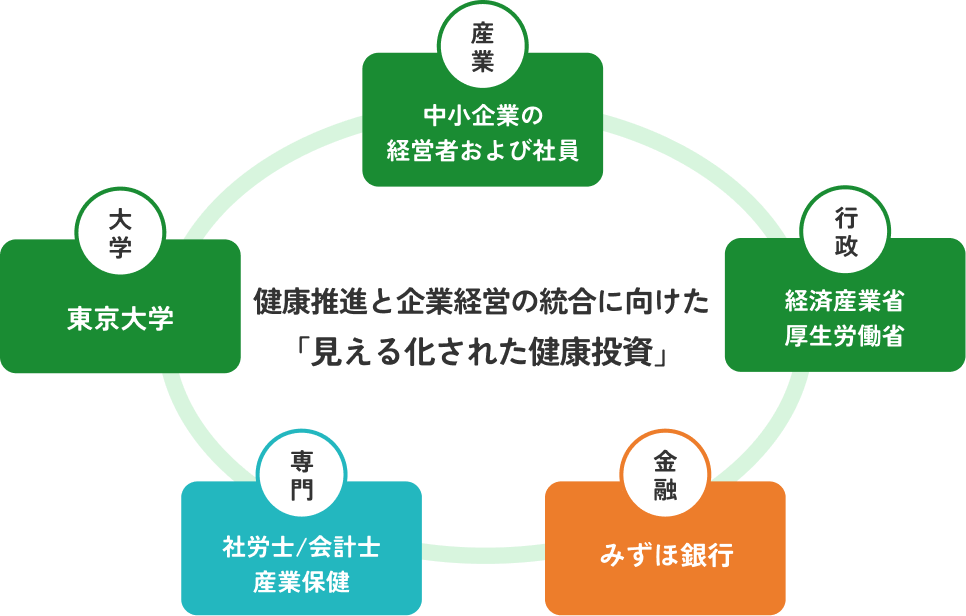 産業
中小企業の
経営者および社員
大学
東京大学
行政
経済産業省
厚生労働省
健康推進と企業経営の統合に向けた
「見える化された健康投資」
専門
社労士/会計士
産業保健
金融
みずほ銀行